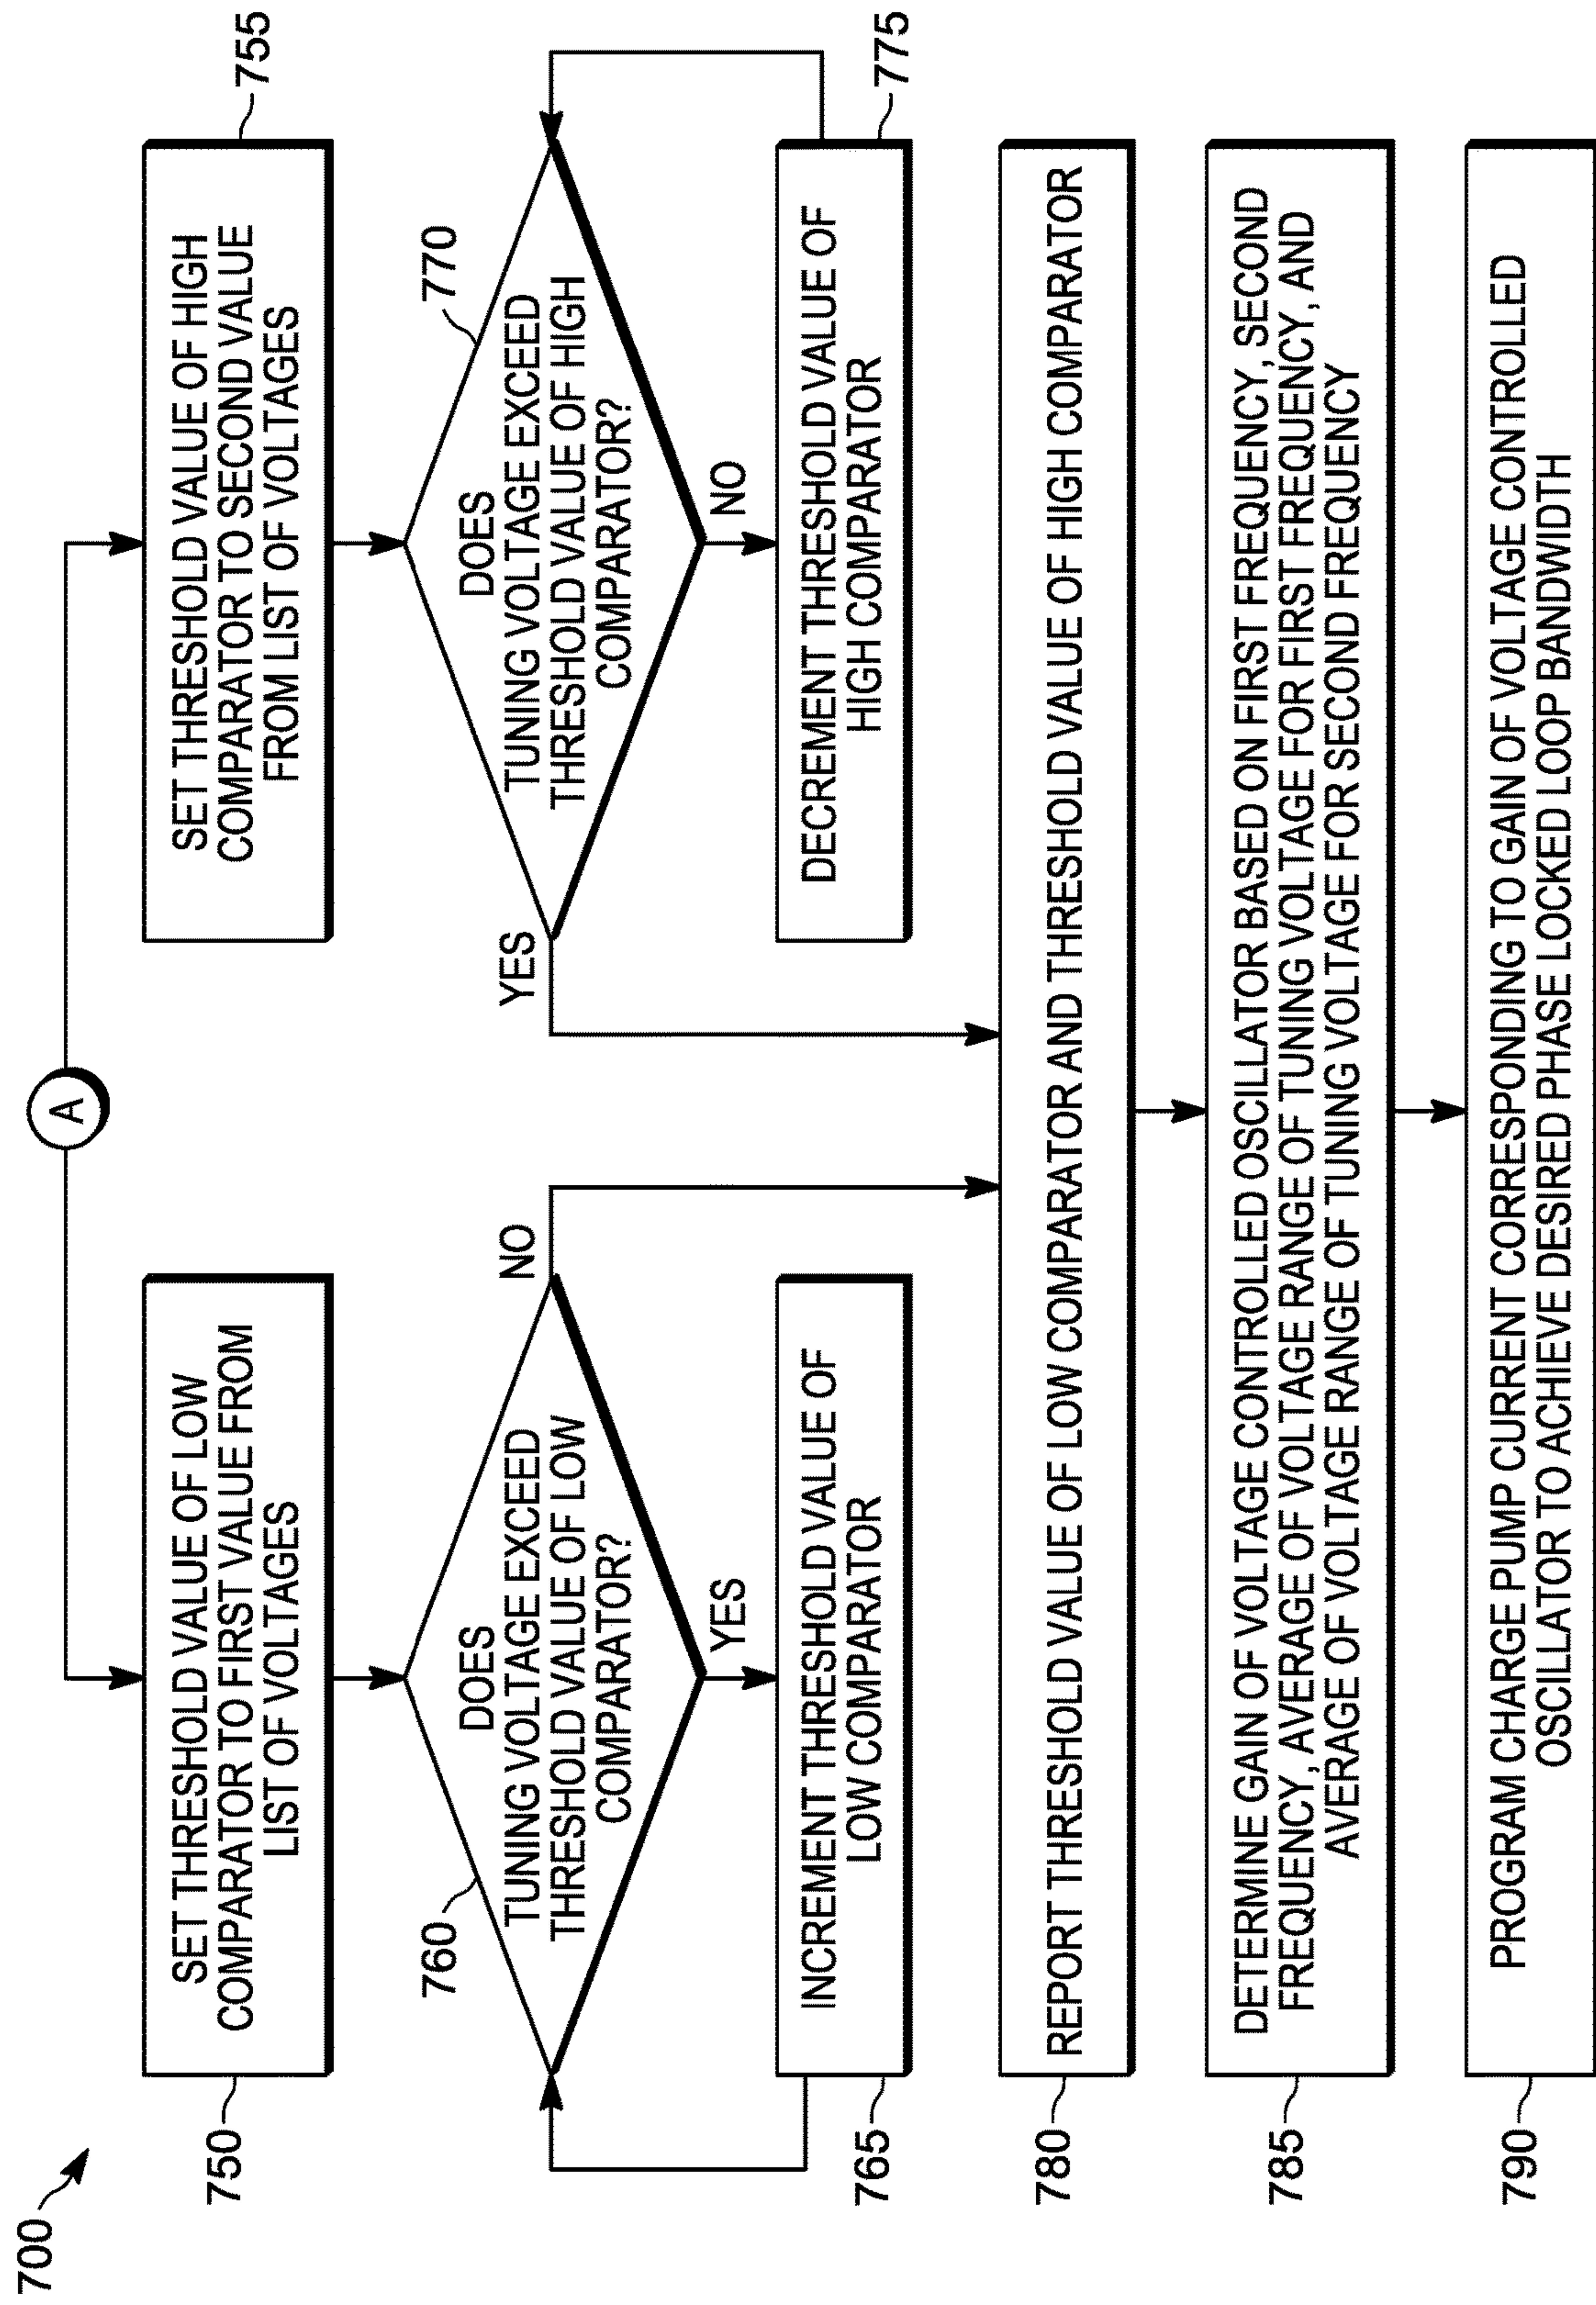 700
A
750
SET THRESHOLD VALUE OF LOW
COMPARATOR TO FIRST VALUE FROM
LIST OF VOLTAGES
755
SET THRESHOLD VALUE OF HIGH
COMPARATOR TO SECOND VALUE
FROM LIST OF VOLTAGES
760
DOES
TUNING VOLTAGE EXCEED
THRESHOLD VALUE OF LOW
COMPARATOR?
NO
YES
770
DOES
TUNING VOLTAGE EXCEED
THRESHOLD VALUE OF HIGH
COMPARATOR?
YES
NO
765
INCREMENT THRESHOLD VALUE OF
LOW COMPARATOR
775
DECREMENT THRESHOLD VALUE OF
HIGH COMPARATOR
780
REPORT THRESHOLD VALUE OF LOW COMPARATOR AND THRESHOLD VALUE OF HIGH COMPARATOR
785
DETERMINE GAIN OF VOLTAGE CONTROLLED OSCILLATOR BASED ON FIRST FREQUENCY, SECOND
FREQUENCY, AVERAGE OF VOLTAGE RANGE OF TUNING VOLTAGE FOR FIRST FREQUENCY, AND
AVERAGE OF VOLTAGE RANGE OF TUNING VOLTAGE FOR SECOND FREQUENCY
790
PROGRAM CHARGE PUMP CURRENT CORRESPONDING TO GAIN OF VOLTAGE CONTROLLED
OSCILLATOR TO ACHIEVE DESIRED PHASE LOCKED LOOP BANDWIDTH